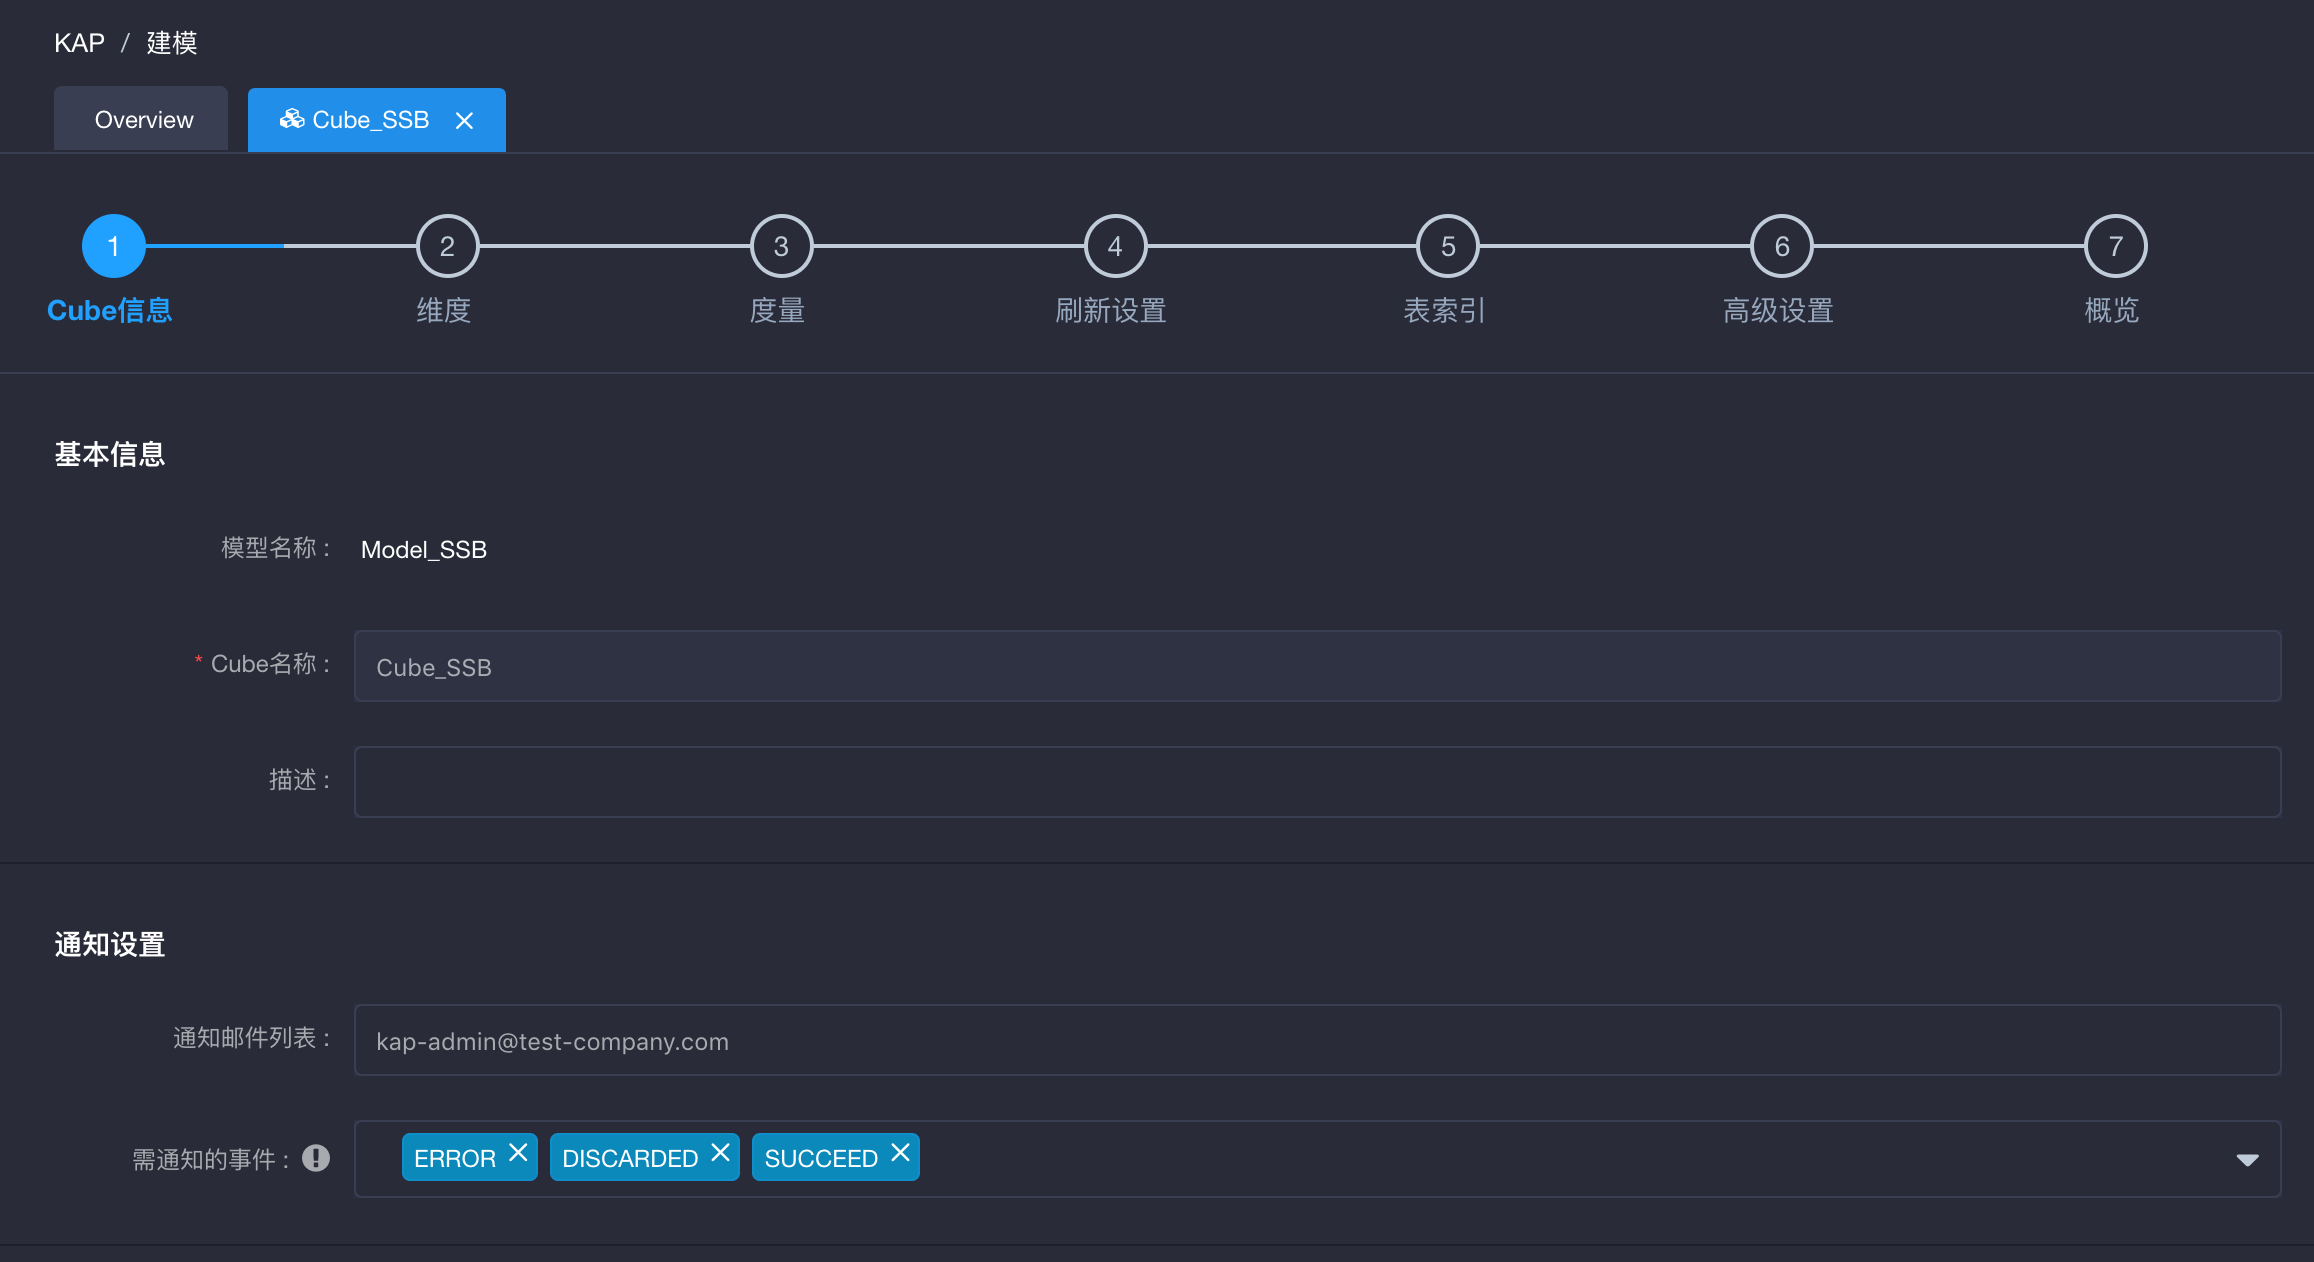 KAP / 建模
Overview Cube_SSB
1 2 3 4 5 6 7
Cube信息 维度 度量 刷新设置 表索引 高级设置 概览
基本信息
模型名称： Model_SSB
* Cube名称： Cube_SSB
描述：
通知设置
通知邮件列表： kap-admin@test-company.com
需通知的事件： ERROR DISCARDED SUCCEED